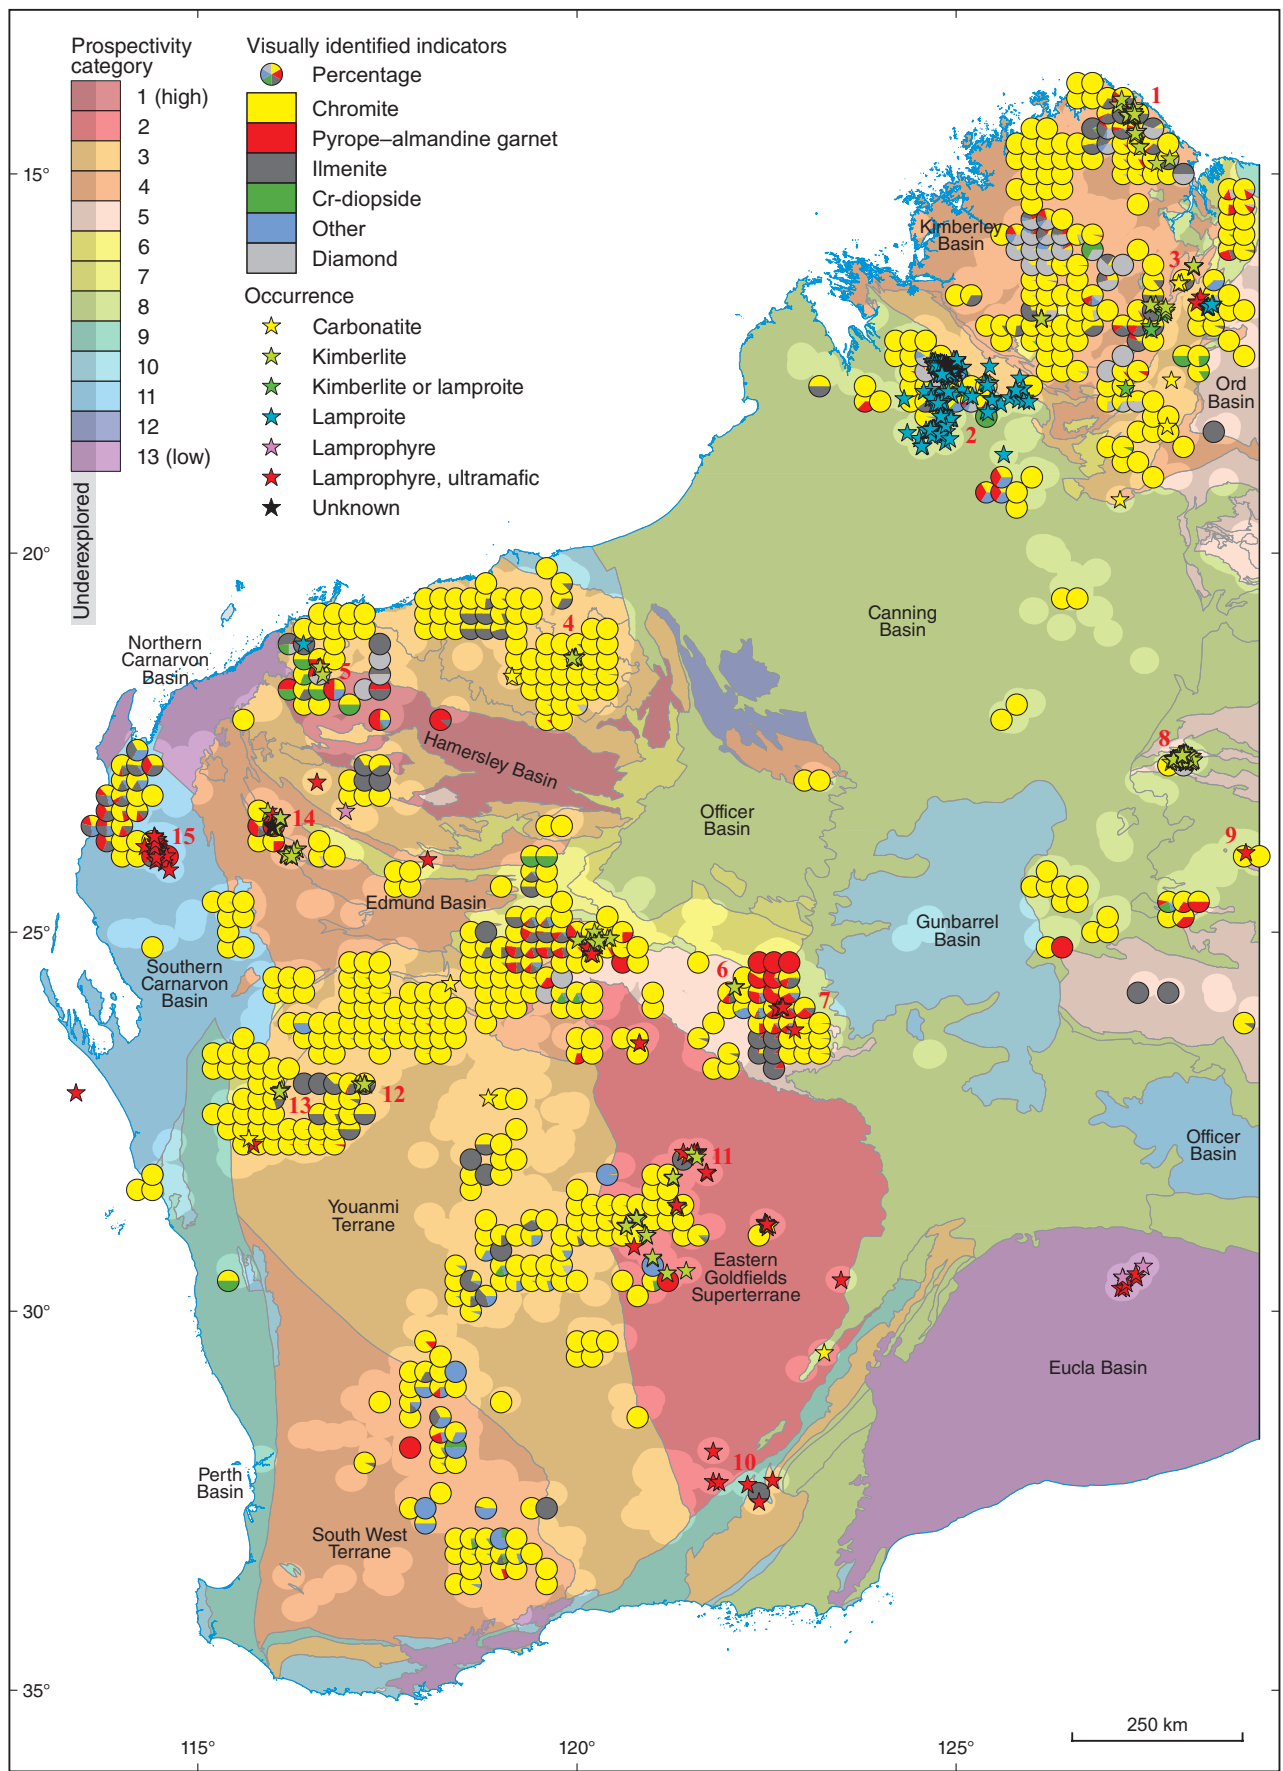 Prospectivity
category
1 (high)
2
3
4
5
6
7
8
9
10
11
12
13 (low)
Underexplored
Visually identified indicators
Percentage
Chromite
Pyrope–almandine garnet
Ilmenite
Cr-diopside
Other
Diamond
Occurrence
Carbonatite
Kimberlite
Kimberlite or lamproite
Lamproite
Lamprophyre
Lamprophyre, ultramafic
Unknown
1
15°
Kimberley
Basin
3
Ord
Basin
2
20°
Canning
Basin
4
Northern
Carnarvon
Basin
5
Hamersley Basin
8
Officer
Basin
14
15
9
Edmund Basin
Gunbarrel
Basin
25°
Southern
Carnarvon
Basin
6
7
12
13
Officer
Basin
11
Youanmi
Terrane
Eastern
Goldfields
Superterrane
30°
Eucla Basin
10
Perth
Basin
South West
Terrane
35°
250 km
115°
120°
125°